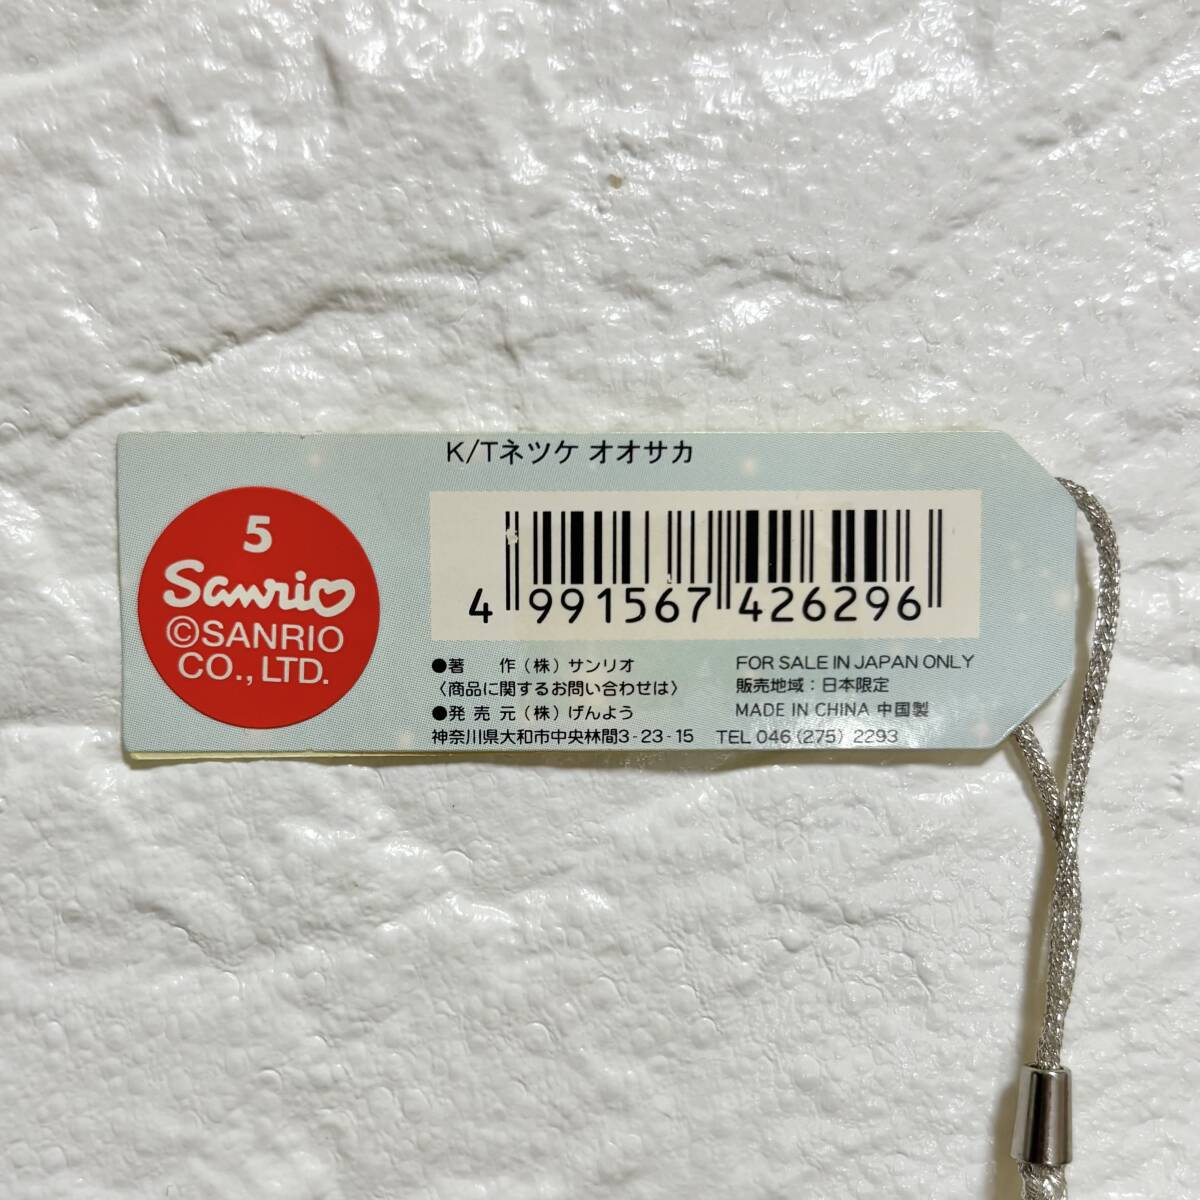 K/Tネツケ オオサカ
5
Sanrio
©SANRIO
CO., LTD.
4 991567 426296
●著 作（株）サンリオ
〈商品に関するお問い合わせは〉
●発 売 元（株）げんよう
神奈川県大和市中央林間3-23-15 TEL 046 (275) 2293
FOR SALE IN JAPAN ONLY
販売地域：日本限定
MADE IN CHINA 中国製